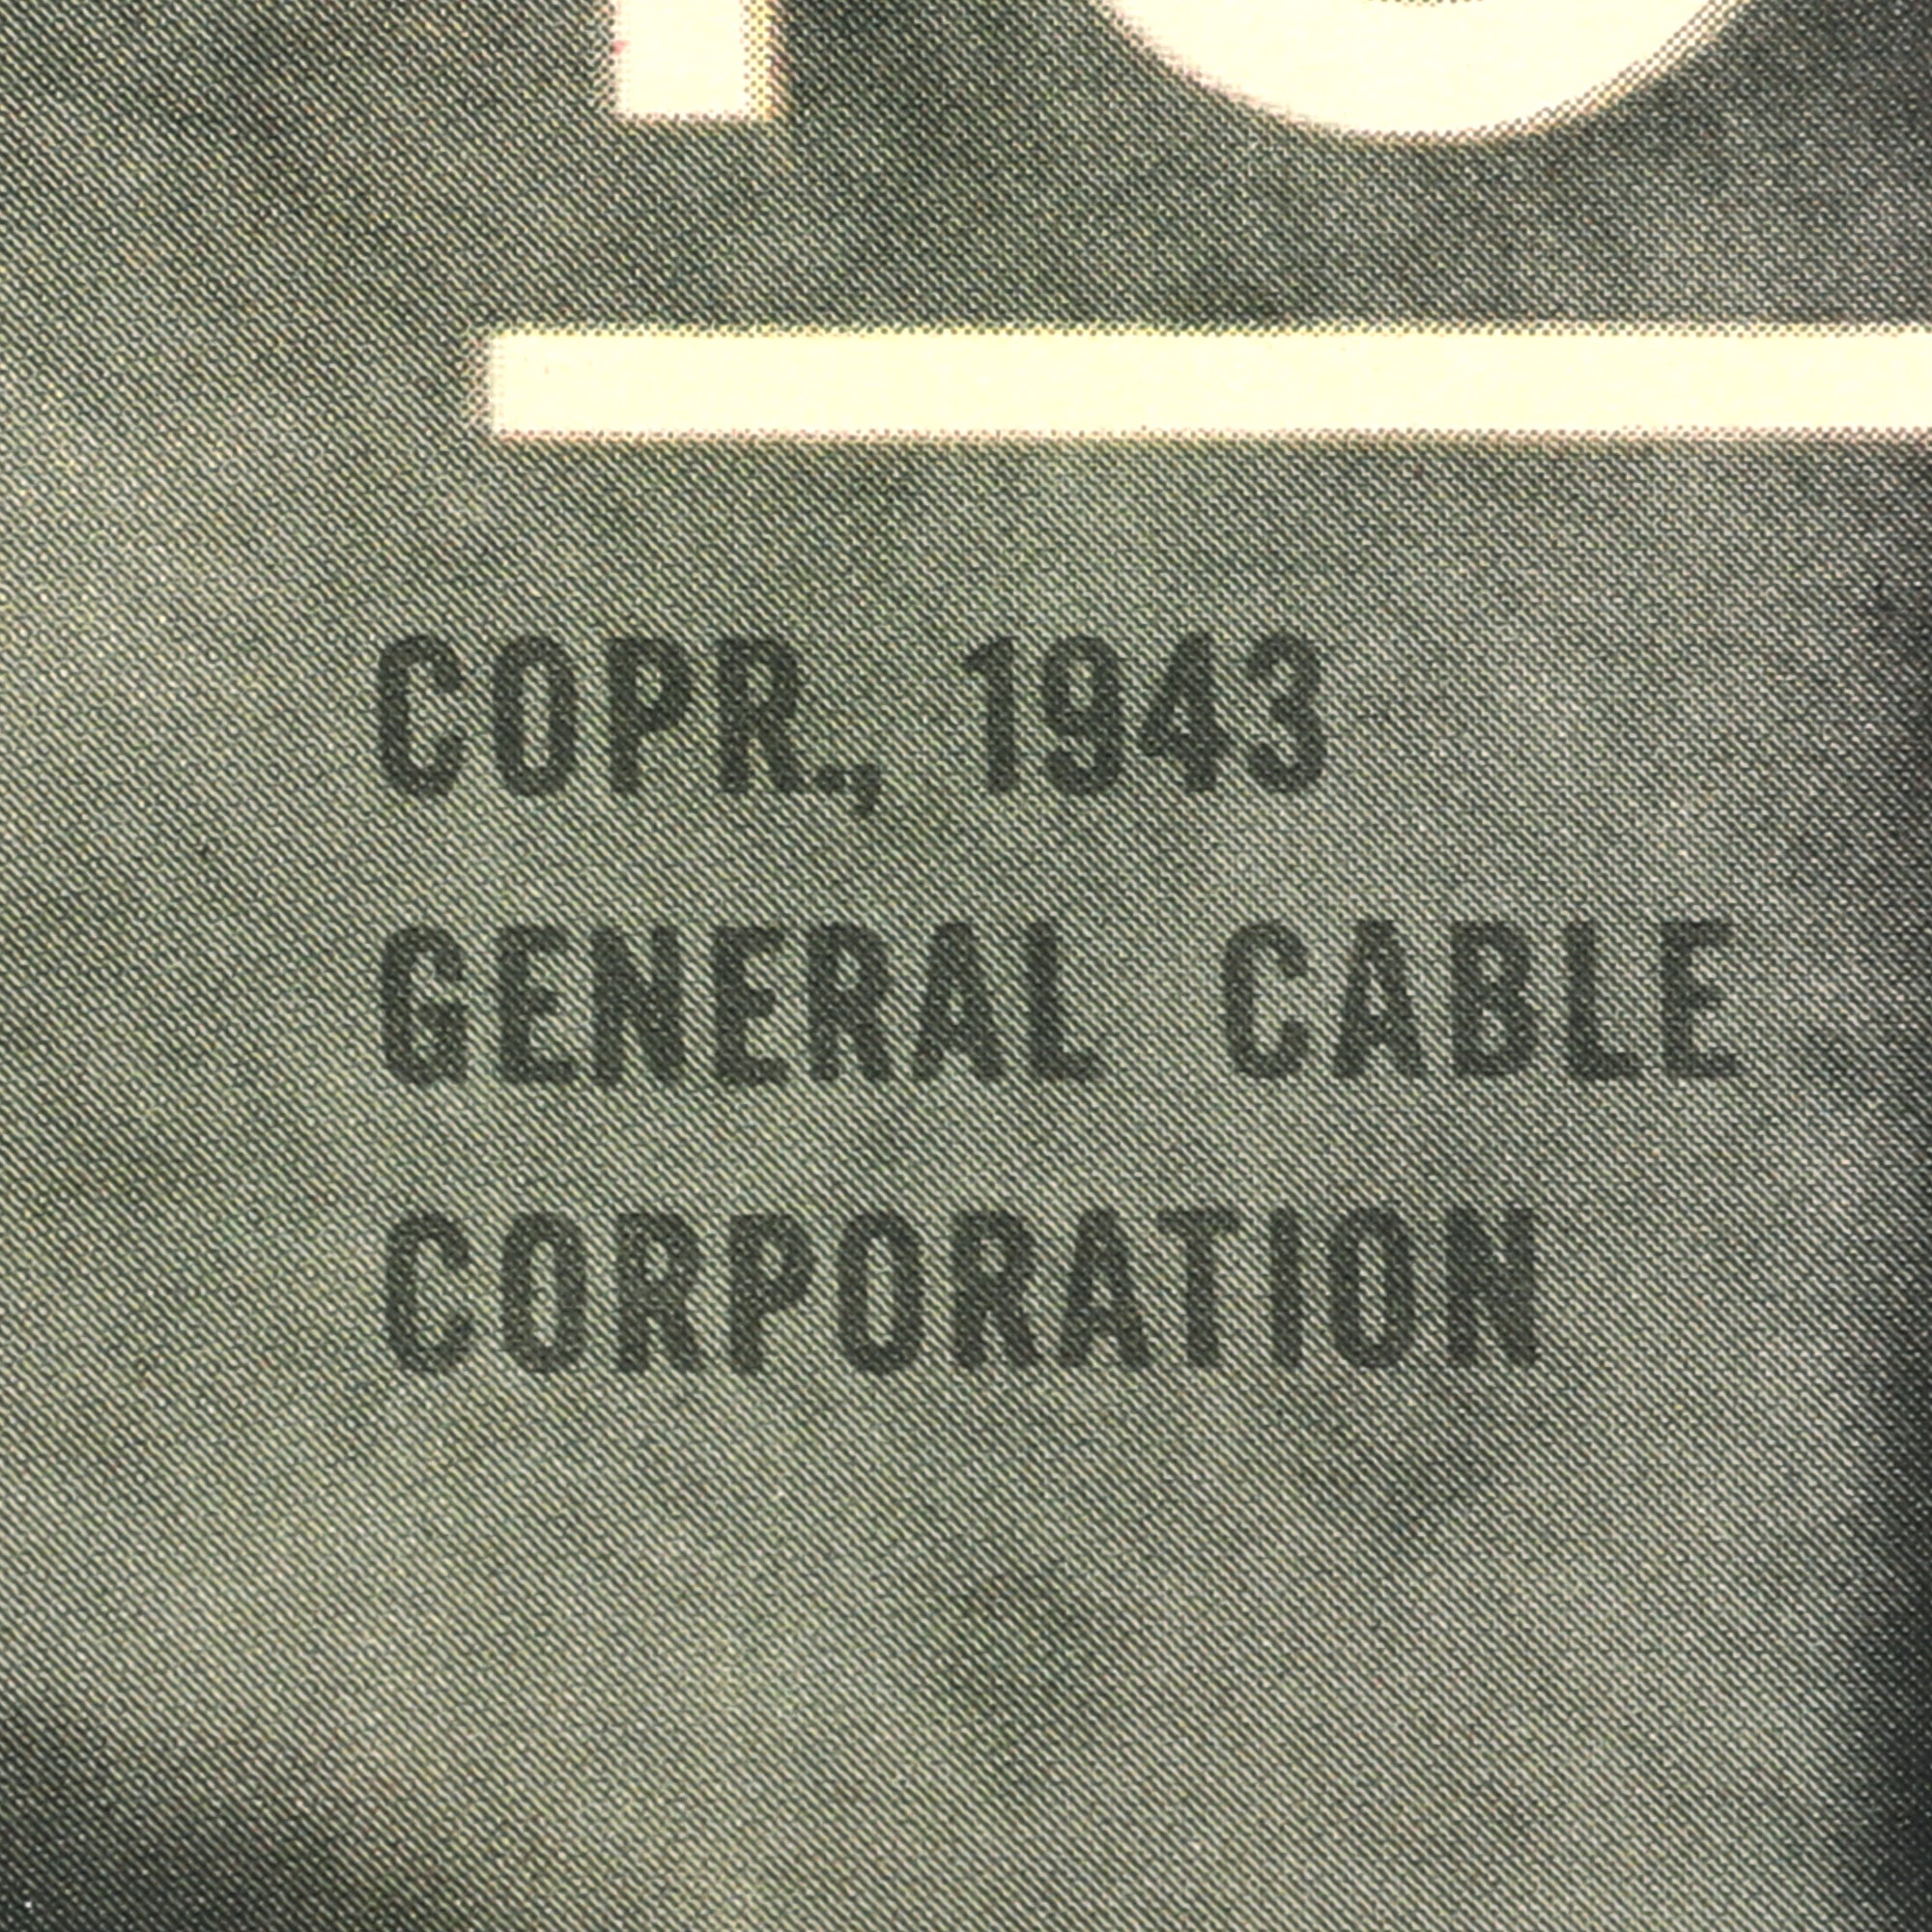 COPR., 1943
GENERAL CABLE
CORPORATION